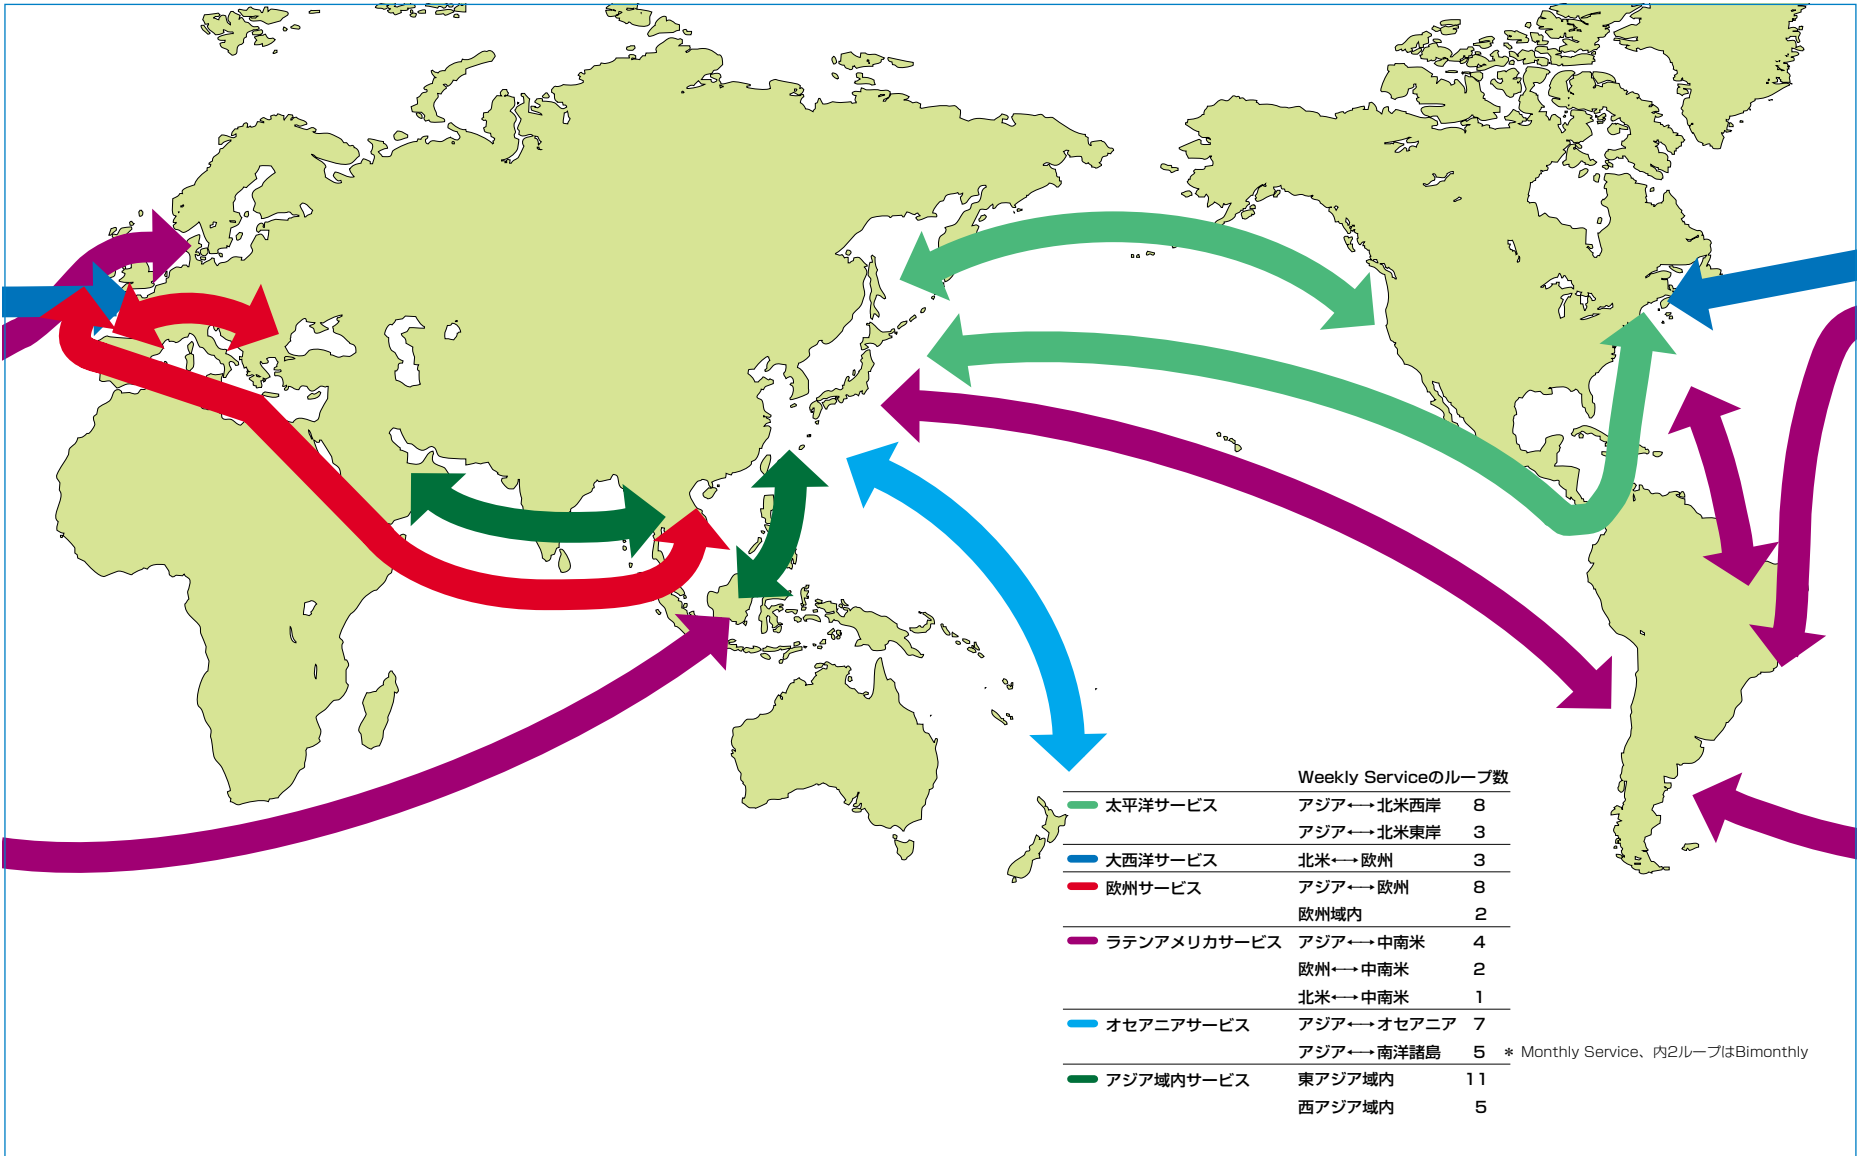 Weekly Serviceのループ数
太平洋サービス アジア⟷北米西岸 8
アジア⟷北米東岸 3
大西洋サービス 北米⟷欧州 3
欧州サービス アジア⟷欧州 8
欧州域内 2
ラテンアメリカサービス アジア⟷中南米 4
欧州⟷中南米 2
北米⟷中南米 1
オセアニアサービス アジア⟷オセアニア 7
アジア⟷南洋諸島 5 * Monthly Service、内2ループはBimonthly
アジア域内サービス 東アジア域内 11
西アジア域内 5